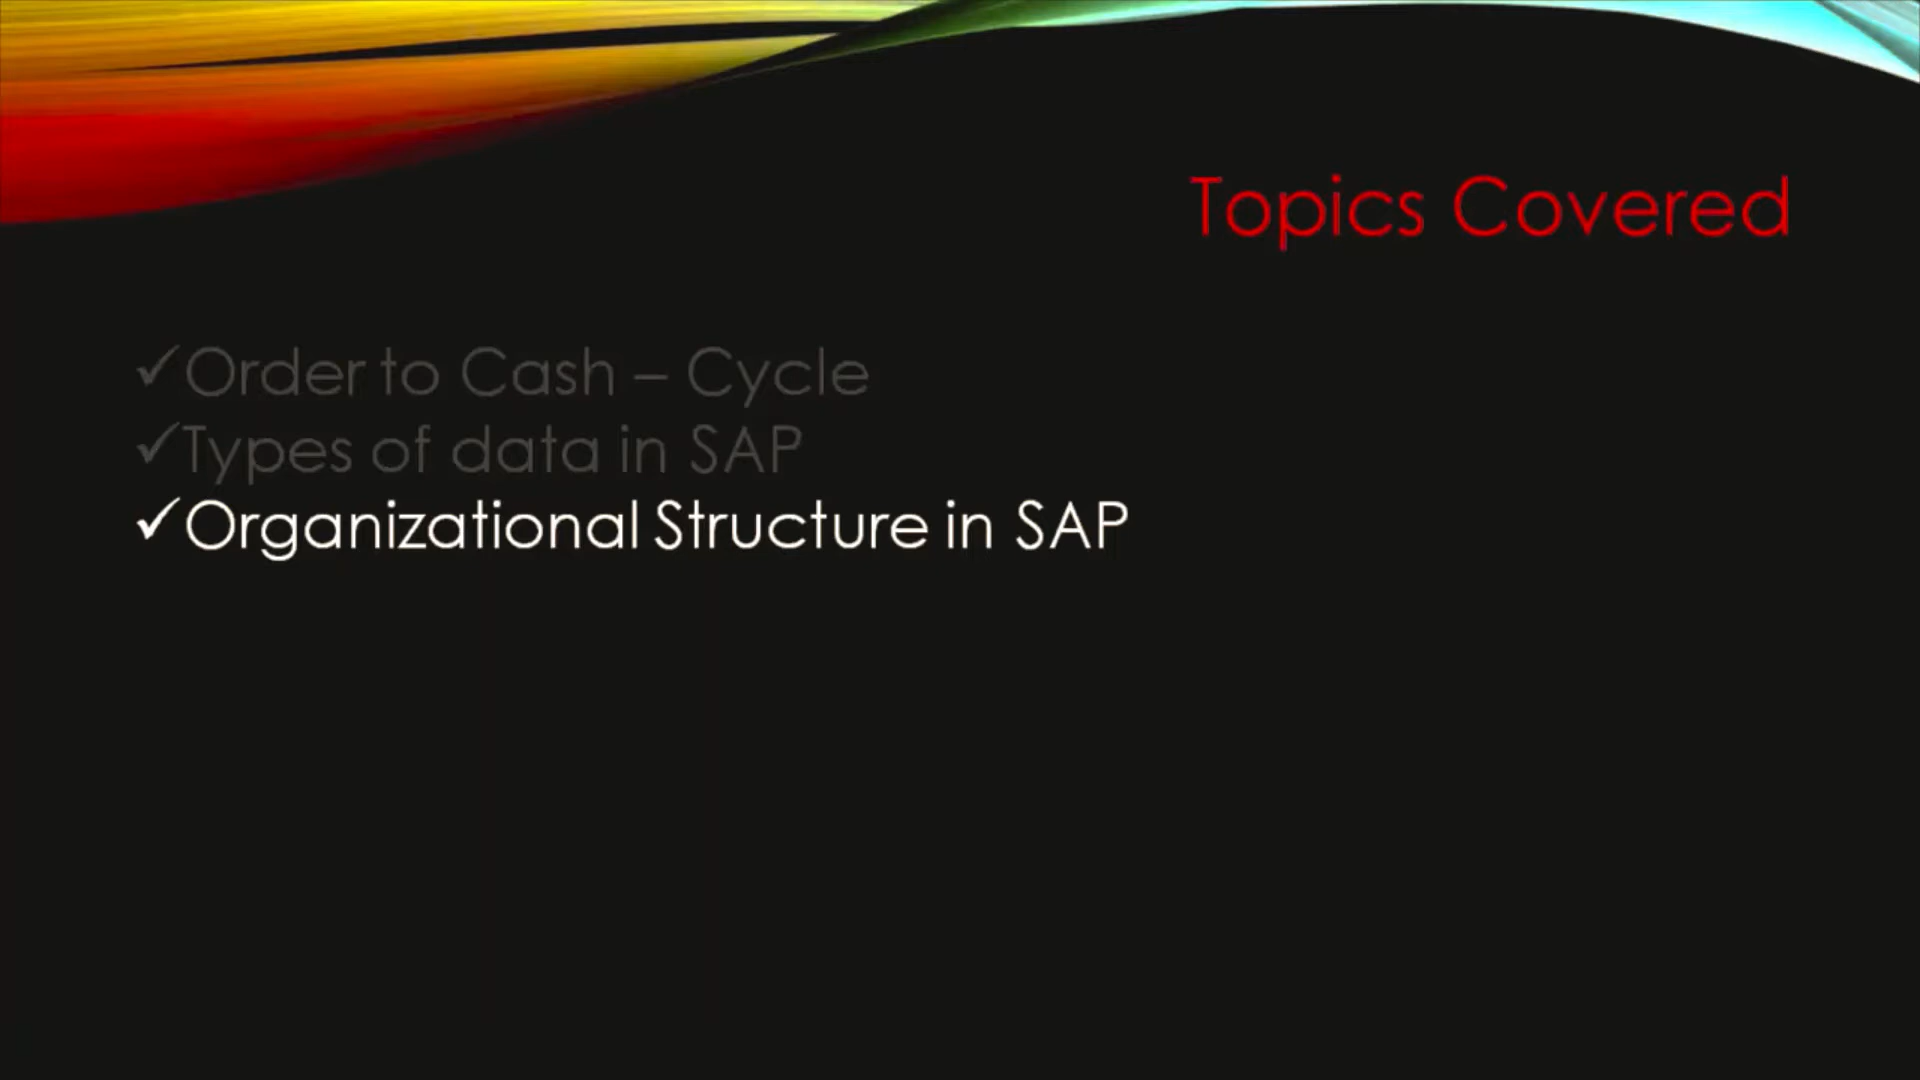 Topics Covered
✓Order to Cash – Cycle
✓Types of data in SAP
✓Organizational Structure in SAP